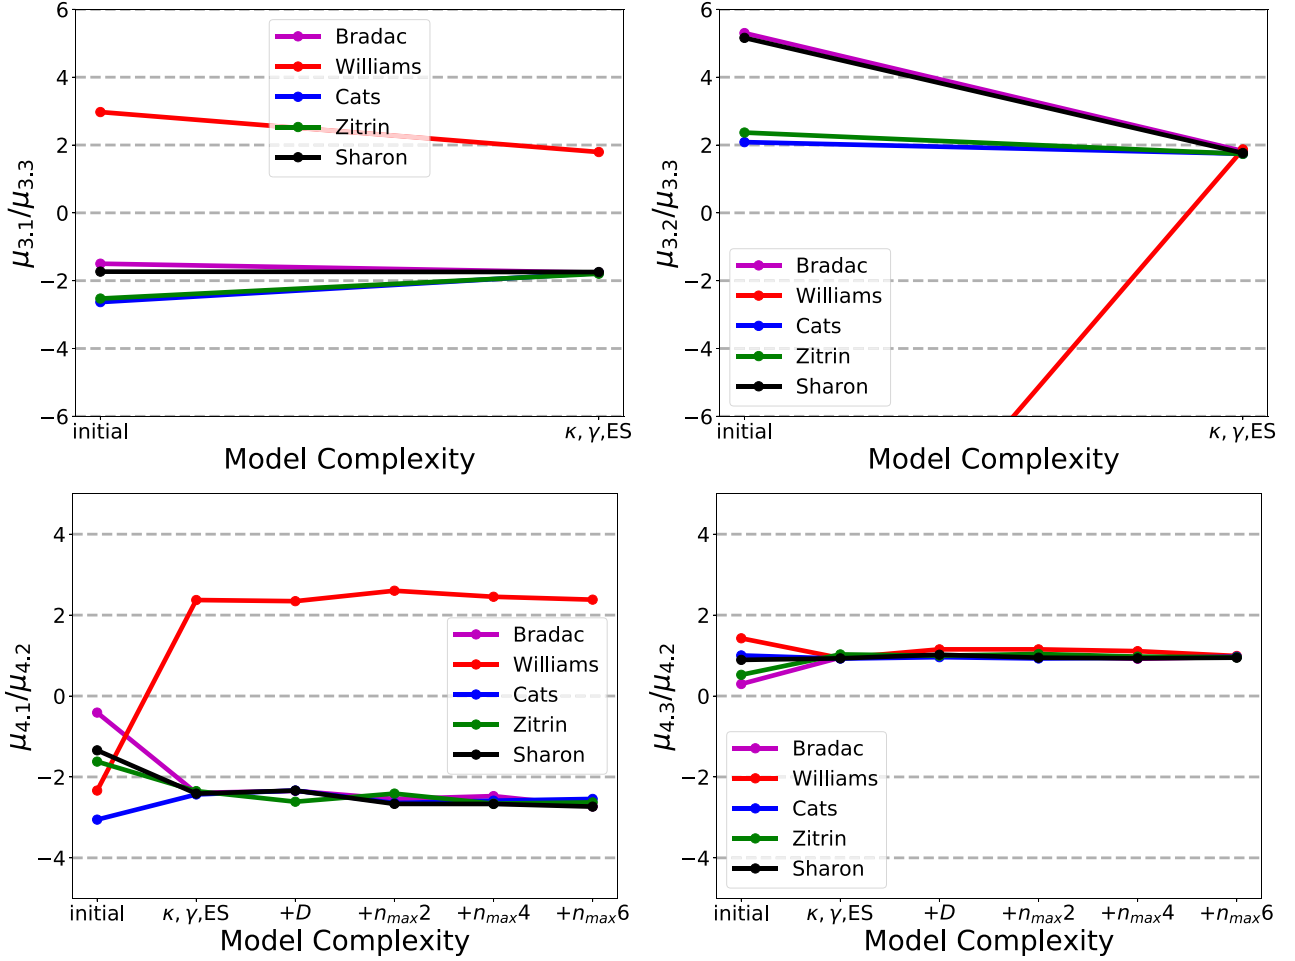 6
4
2
0
−2
−4
−6
μ3.1/μ3.3
Bradac
Williams
Cats
Zitrin
Sharon
initial
κ, γ,ES
Model Complexity
6
4
2
0
−2
−4
−6
μ3.2/μ3.3
Bradac
Williams
Cats
Zitrin
Sharon
initial
κ, γ,ES
Model Complexity
4
2
0
−2
−4
μ4.1/μ4.2
Bradac
Williams
Cats
Zitrin
Sharon
initial
κ, γ,ES
+D
+nmax2
+nmax4
+nmax6
Model Complexity
4
2
0
−2
−4
μ4.3/μ4.2
Bradac
Williams
Cats
Zitrin
Sharon
initial
κ, γ,ES
+D
+nmax2
+nmax4
+nmax6
Model Complexity